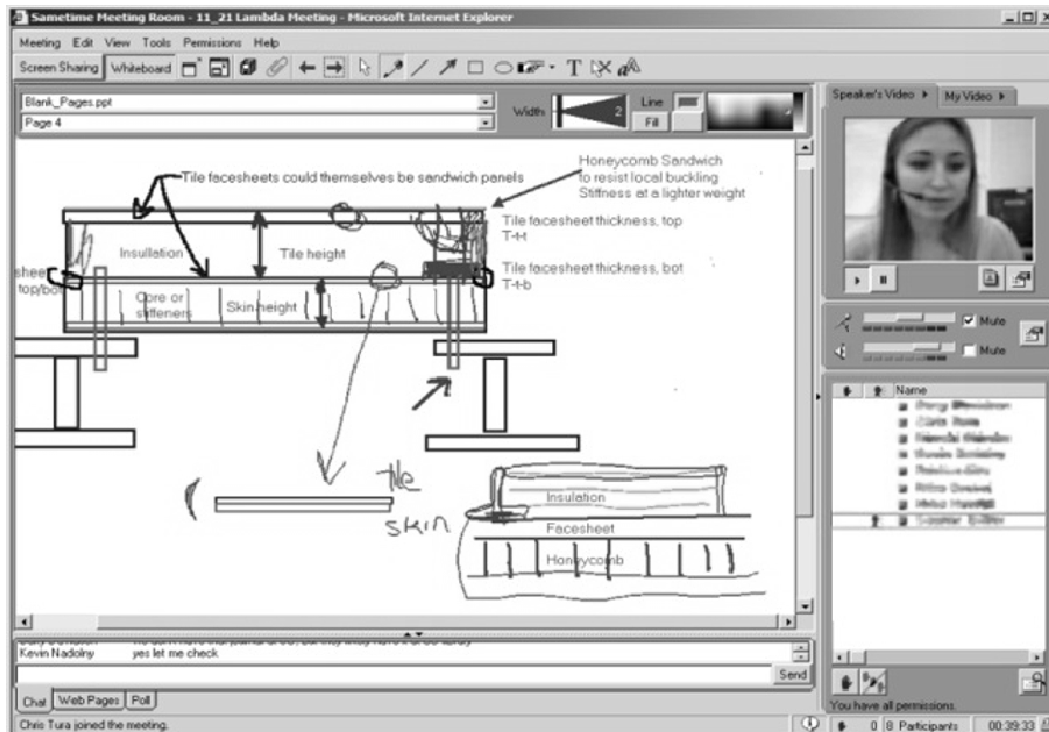 Sametime Meeting Room - 11_21 Lambda Meeting - Microsoft Internet Explorer
Meeting Edit View Tools Permissions Help
Screen Sharing Whiteboard T
Blank_Pages.ppt
Page 4
Width 2 Line
Fill
Speaker's Video My Video
Tile facesheets could themselves be sandwich panels
Honeycomb Sandwich
to resist local buckling
Stiffness at a lighter weight
Tile facesheet thickness, top
T-t-t
Insullation
Tile height
Tile facesheet thickness, bot
T-t-b
shee
top/bot
Core or
stiffeners
Skin height
tile
skin
Insulation
Facesheet
Honeycomb
Mute
Mute
Name
Kevin Nadolny yes let me check
Send
Chat Web Pages Poll
You have all permissions.
Chris Tura joined the meeting.
0 8 Participants 00:39:33